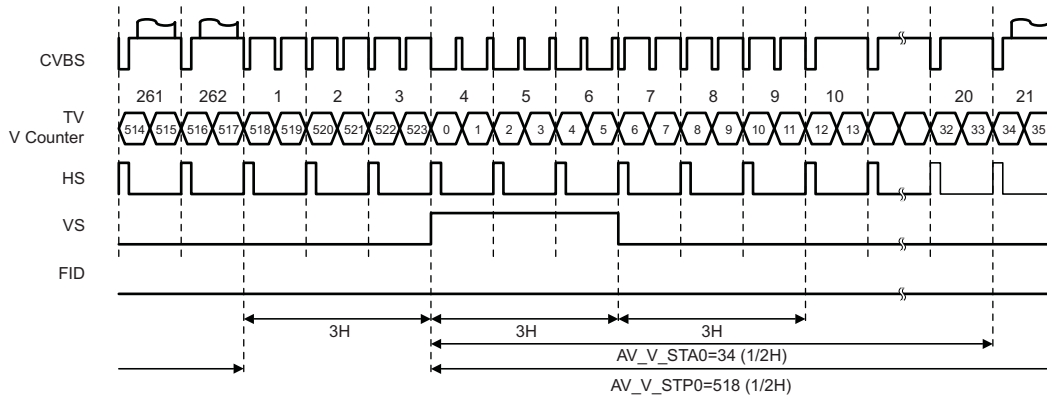 CVBS
261 262 1 2 3 4 5 6 7 8 9 10 20 21
TV
V Counter
514 515 516 517 518 519 520 521 522 523 0 1 2 3 4 5 6 7 8 9 10 11 12 13 32 33 34 35
HS
VS
FID
3H 3H 3H
AV_V_STA0=34 (1/2H)
AV_V_STP0=518 (1/2H)